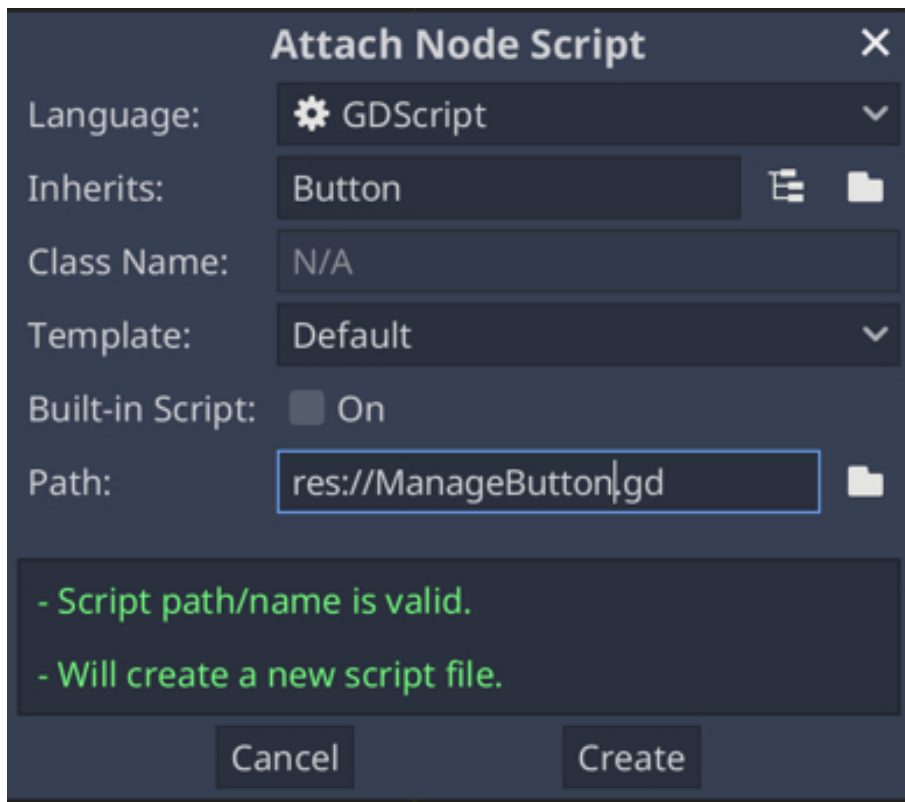 Attach Node Script
Language: GDScript
Inherits: Button
Class Name: N/A
Template: Default
Built-in Script: On
Path: res://ManageButton.gd
- Script path/name is valid.
- Will create a new script file.
Cancel Create